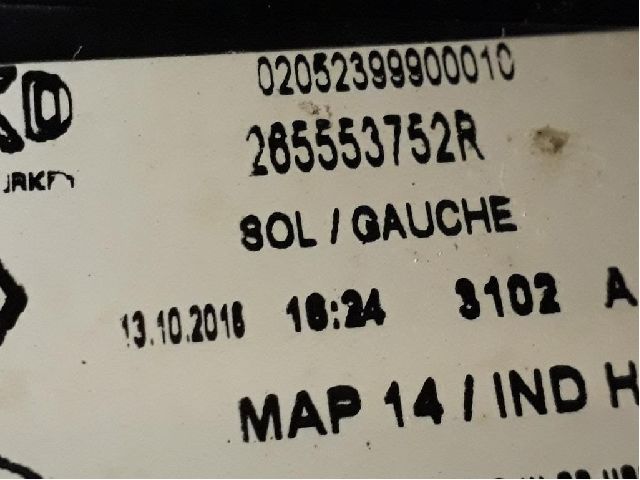 02052399900010
265553752R
SOL / GAUCHE
13.10.2016 16:24 3102 A
MAP 14 / IND H